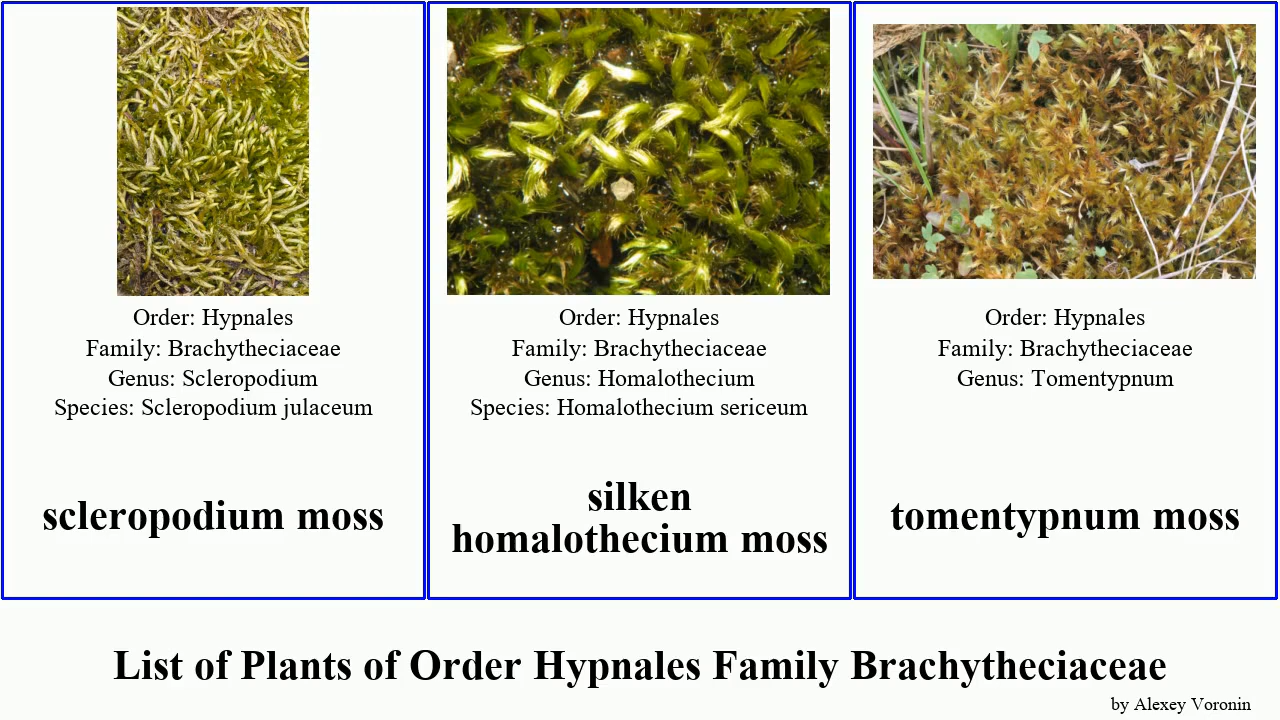 Order: Hypnales
Family: Brachytheciaceae
Genus: Scleropodium
Species: Scleropodium julaceum
scleropodium moss
Order: Hypnales
Family: Brachytheciaceae
Genus: Homalothecium
Species: Homalothecium sericeum
silken
homalothecium moss
Order: Hypnales
Family: Brachytheciaceae
Genus: Tomentypnum
tomentypnum moss
List of Plants of Order Hypnales Family Brachytheciaceae
by Alexey Voronin